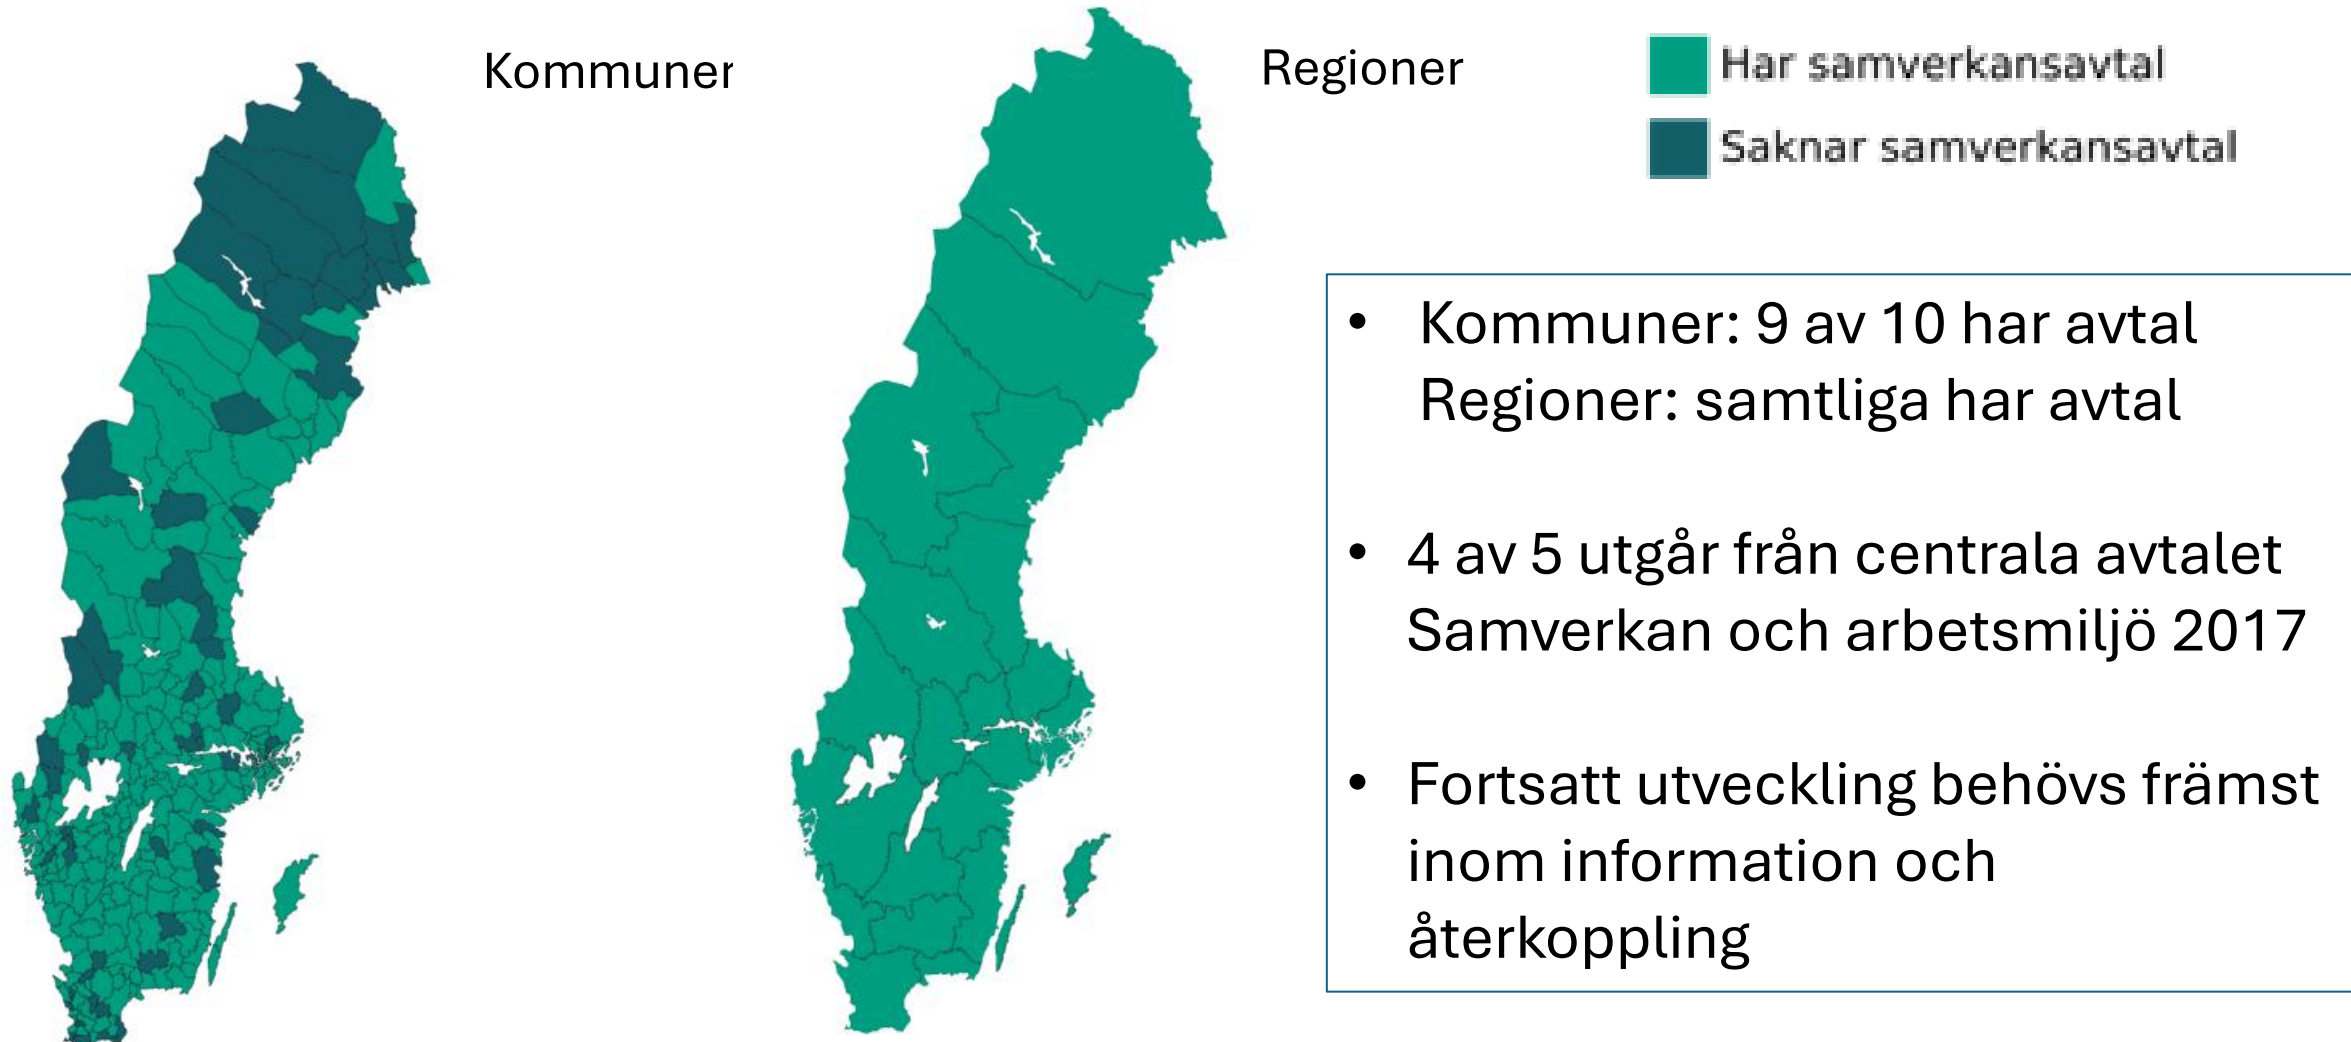 Kommuner
Regioner
Har samverkansavtal
Saknar samverkansavtal
• Kommuner: 9 av 10 har avtal
Regioner: samtliga har avtal
• 4 av 5 utgår från centrala avtalet
Samverkan och arbetsmiljö 2017
• Fortsatt utveckling behövs främst
inom information och
återkoppling